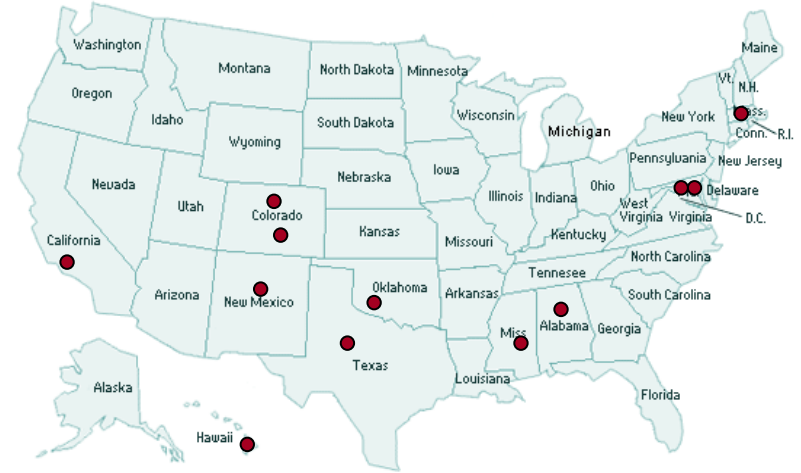 Washington
Montana
North Dakota
Minnesota
Maine
Vt.
N.H.
Oregon
Idaho
Wyoming
South Dakota
Wisconsin
Michigan
New York
ass.
Conn.
R.I.
Nevada
Utah
Colorado
Nebraska
Iowa
Illinois
Indiana
Ohio
Pennsylvania
New Jersey
Delaware
West
Virginia
Virginia
D.C.
California
Kansas
Missouri
Kentucky
Arizona
New Mexico
Oklahoma
Arkansas
Tennesee
North Carolina
South Carolina
Texas
Louisiana
Miss
Alabama
Georgia
Florida
Alaska
Hawaii